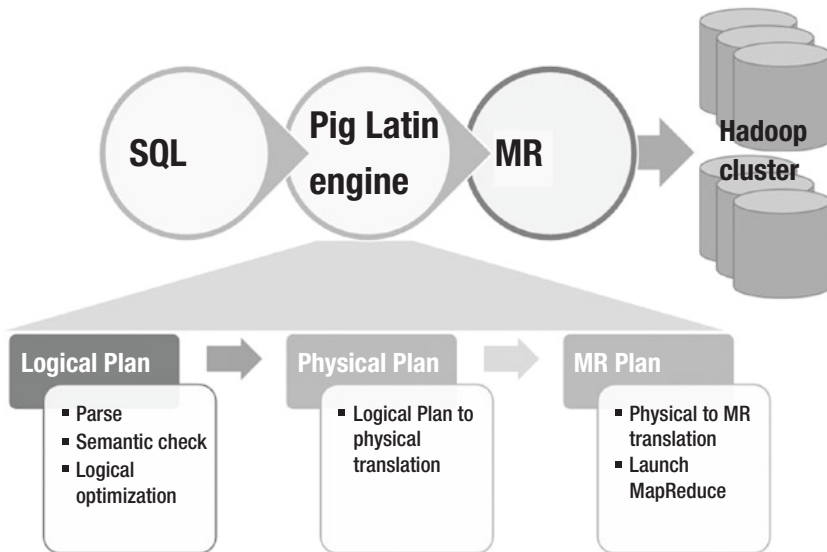 SQL
Pig Latin
engine
MR
Hadoop
cluster
Logical Plan
Physical Plan
MR Plan
▪ Parse
▪ Semantic check
▪ Logical
optimization
▪ Logical Plan to
physical
translation
▪ Physical to MR
translation
▪ Launch
MapReduce